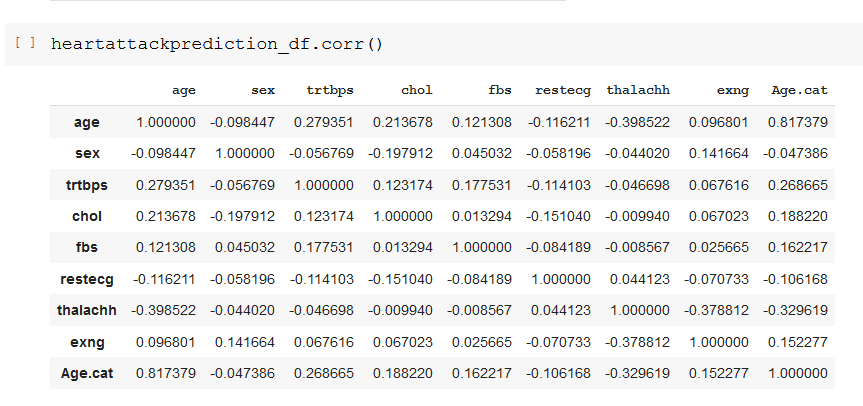 [ ] heartattackprediction_df.corr()
age sex trtbps chol fbs restecg thalachh exng Age.cat
age 1.000000 -0.098447 0.279351 0.213678 0.121308 -0.116211 -0.398522 0.096801 0.817379
sex -0.098447 1.000000 -0.056769 -0.197912 0.045032 -0.058196 -0.044020 0.141664 -0.047386
trtbps 0.279351 -0.056769 1.000000 0.123174 0.177531 -0.114103 -0.046698 0.067616 0.268665
chol 0.213678 -0.197912 0.123174 1.000000 0.013294 -0.151040 -0.009940 0.067023 0.188220
fbs 0.121308 0.045032 0.177531 0.013294 1.000000 -0.084189 -0.008567 0.025665 0.162217
restecg -0.116211 -0.058196 -0.114103 -0.151040 -0.084189 1.000000 0.044123 -0.070733 -0.106168
thalachh -0.398522 -0.044020 -0.046698 -0.009940 -0.008567 0.044123 1.000000 -0.378812 -0.329619
exng 0.096801 0.141664 0.067616 0.067023 0.025665 -0.070733 -0.378812 1.000000 0.152277
Age.cat 0.817379 -0.047386 0.268665 0.188220 0.162217 -0.106168 -0.329619 0.152277 1.000000